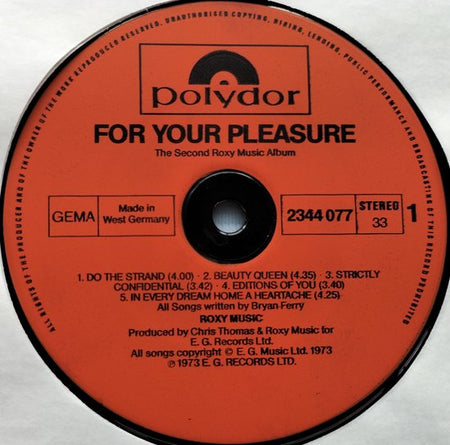 ALL RIGHTS OF THE PRODUCER AND OF THE OWNER OF THE WORK REPRODUCED RESERVED. UNAUTHORISED COPYING, HIRING, LENDING, PUBLIC PERFORMANCE AND BROADCASTING OF THIS RECORD PROHIBITED
polydor
FOR YOUR PLEASURE
The Second Roxy Music Album
GEMA
Made in
West Germany
2344 077
STEREO
33
1
1. DO THE STRAND (4.00) · 2. BEAUTY QUEEN (4.35) · 3. STRICTLY
CONFIDENTIAL (3.42) · 4. EDITIONS OF YOU (3.40)
5. IN EVERY DREAM HOME A HEARTACHE (4.25)
All Songs written by Bryan Ferry
ROXY MUSIC
Produced by Chris Thomas & Roxy Music for
E. G. Records Ltd.
All songs copyright © E. G. Music Ltd. 1973
℗ 1973 E. G. RECORDS LTD.